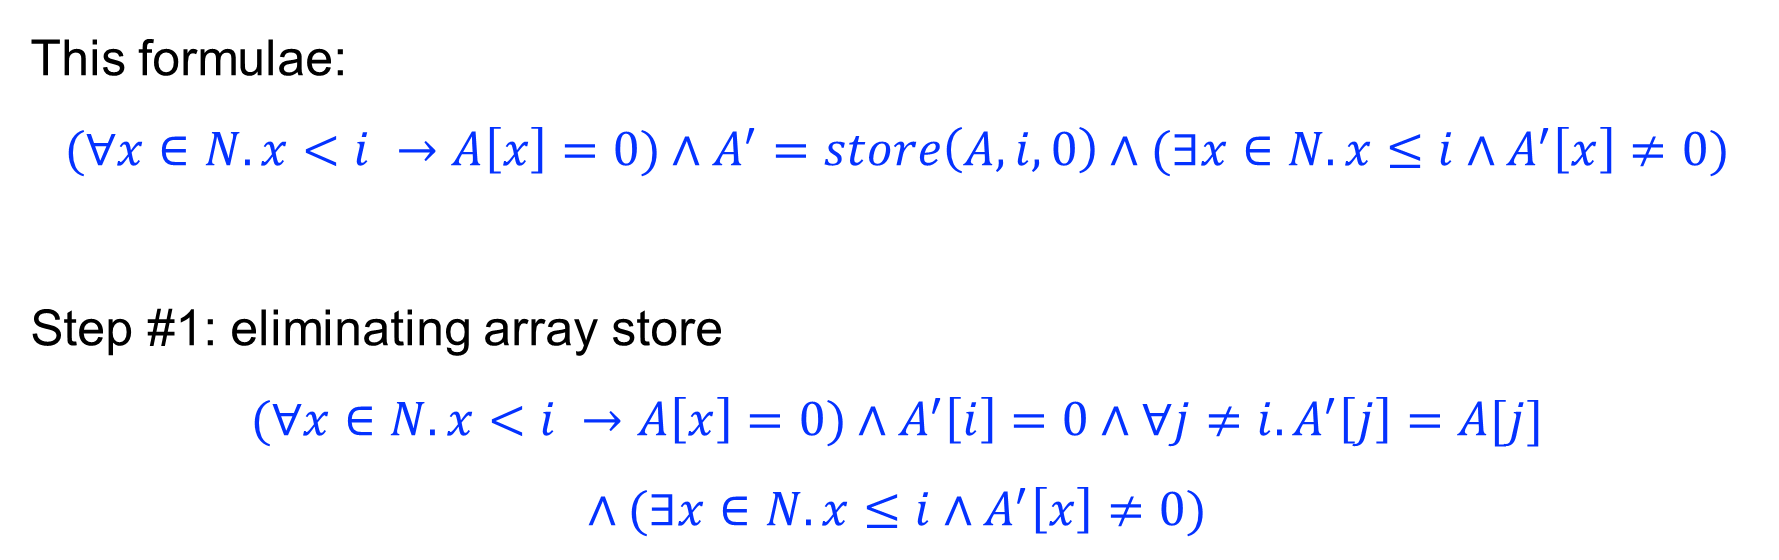 This formulae:
(∀x ∈ N. x < i → A[x] = 0) ∧ A′ = store(A, i, 0) ∧ (∃x ∈ N. x ≤ i ∧ A′[x] ≠ 0)
Step #1: eliminating array store
(∀x ∈ N. x < i → A[x] = 0) ∧ A′[i] = 0 ∧ ∀j ≠ i. A′[j] = A[j]
∧ (∃x ∈ N. x ≤ i ∧ A′[x] ≠ 0)